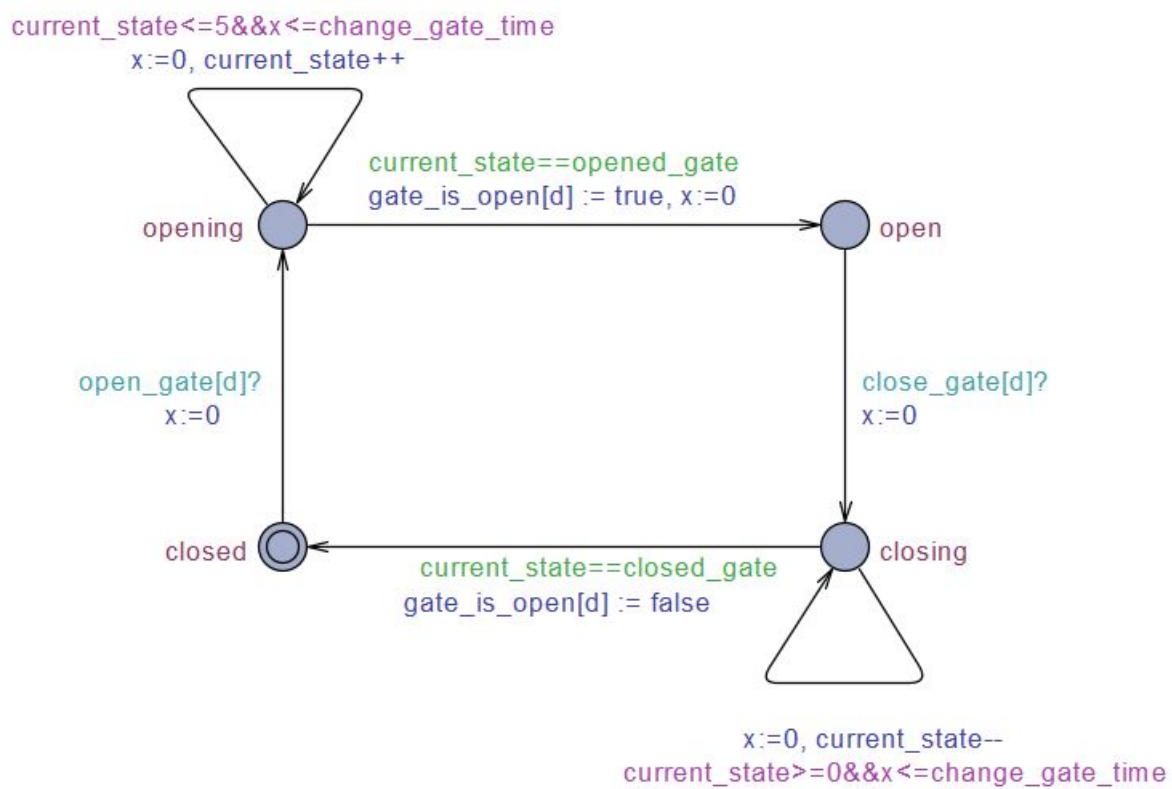 current_state<=5&&x<=change_gate_time
x:=0, current_state++
current_state==opened_gate
gate_is_open[d] := true, x:=0
opening
open
open_gate[d]?
x:=0
close_gate[d]?
x:=0
closed
closing
current_state==closed_gate
gate_is_open[d] := false
x:=0, current_state--
current_state>=0&&x<=change_gate_time